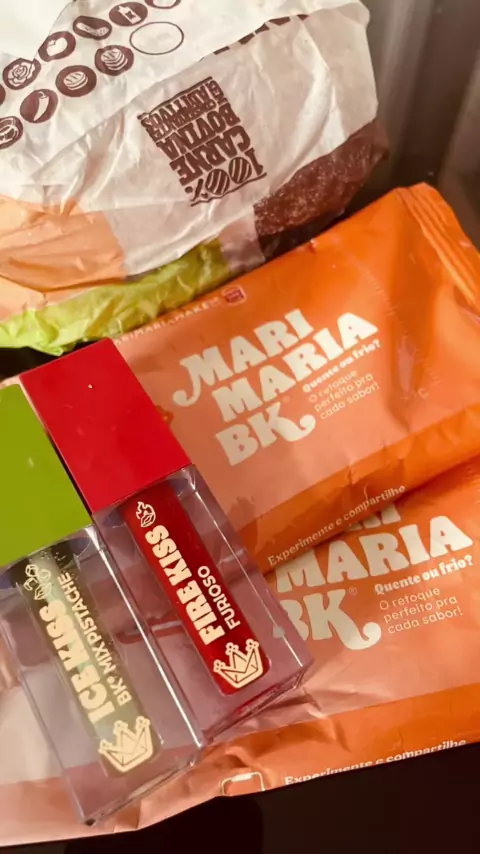 100%
CARNE
BOVINA
MARI
MARIA
BK®
Quente ou frio?
O retoque
perfeito pra
cada sabor!
Experimente e compartilhe
MARI
MARIA
BK®
Quente ou frio?
O retoque
perfeito pra
cada sabor!
Experimente e compartilhe
ICE KISS
BK® MIX PISTACHE
FIRE KISS
FURIOSO